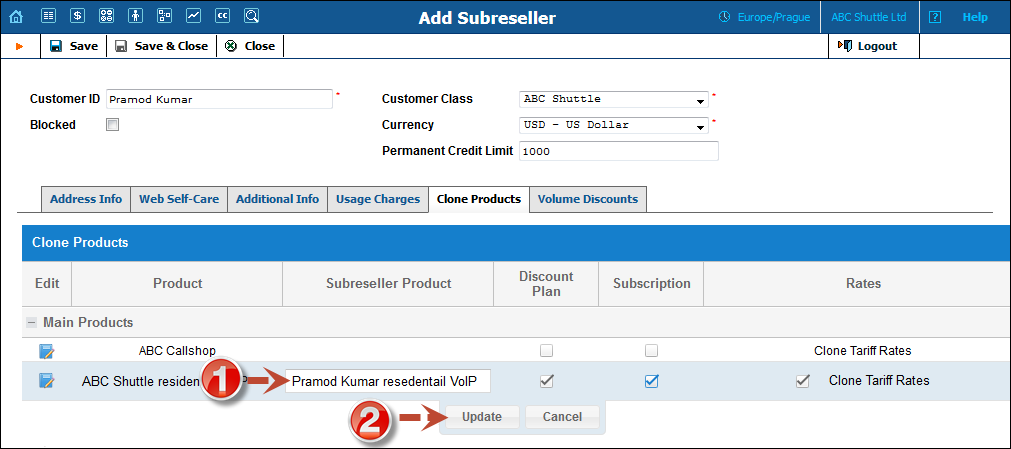 $ CC Add Subreseller Europe/Prague ABC Shuttle Ltd ? Help
Save Save & Close Close Logout
Customer ID Pramod Kumar * Customer Class ABC Shuttle *
Blocked Currency USD - US Dollar *
Permanent Credit Limit 1000
Address Info Web Self-Care Additional Info Usage Charges Clone Products Volume Discounts
Clone Products
Edit Product Subreseller Product Discount Plan Subscription Rates
Main Products
ABC Callshop Clone Tariff Rates
ABC Shuttle P 1 Pramod Kumar resedentail VoIP Clone Tariff Rates
2 Update Cancel